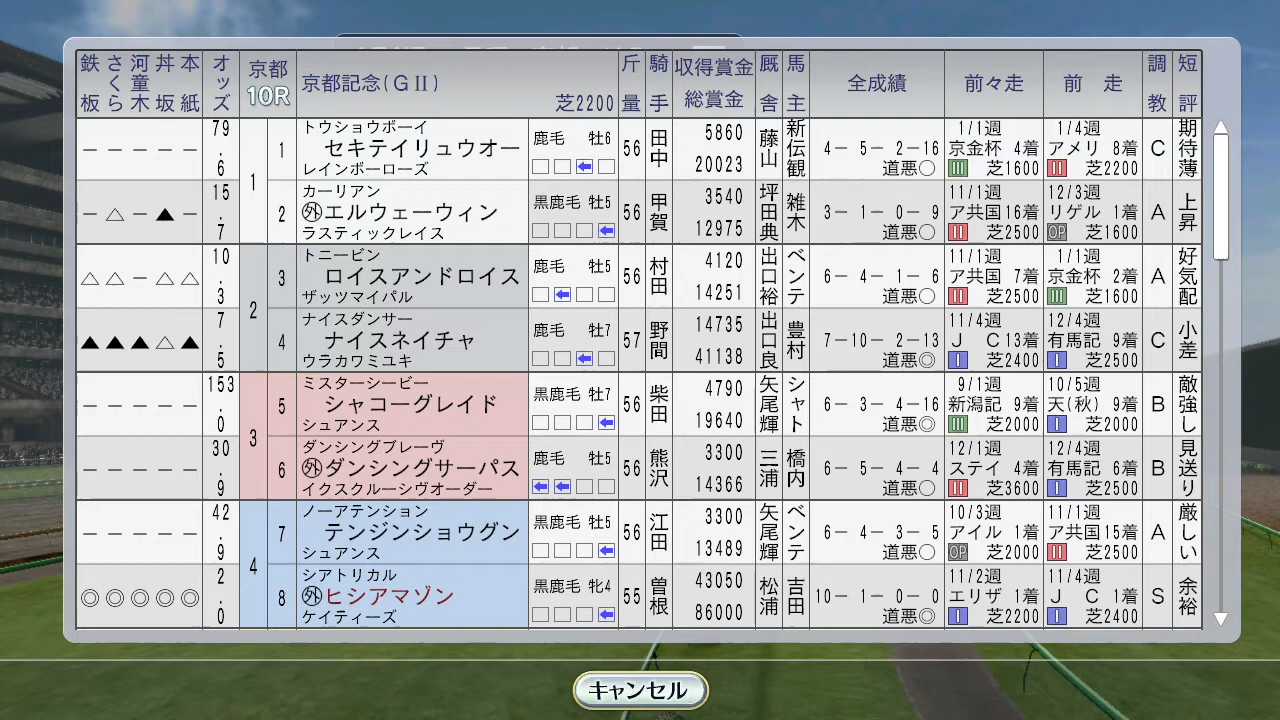 鉄板 さくら 河童木 丼坂 本紙 オッズ 京都 10R 京都記念(GⅡ) 芝2200 斤量 騎手 収得賞金 総賞金 厩舎 馬主 全成績 前々走 前 走 調教 短評
－ － － － － 79.6 1 1 トウショウボーイ 鹿毛 牡6 56 田中 5860 藤山 新伝観 4－ 5－ 2－16 1/1週 1/4週 C 期待薄
セキテイリュウオー 京金杯 4着 アメリ 8着
レインボーローズ 20023 道悪○ Ⅲ 芝1600 Ⅱ 芝2200
－ △ － ▲ － 15.7 2 カーリアン 黒鹿毛 牡5 56 甲賀 3540 坪田典 雑木 3－ 1－ 0－ 9 11/1週 12/3週 A 上昇
外エルウェーウィン ア共国16着 リゲル 1着
ラスティックレイス 12975 道悪○ Ⅱ 芝2500 OP 芝1600
△ △ － △ △ 10.3 2 3 トニービン 鹿毛 牡5 56 村田 4120 出口裕 ベンテ 6－ 4－ 1－ 6 11/1週 1/1週 A 好気配
ロイスアンドロイス ア共国 7着 京金杯 2着
ザッツマイパル 14251 道悪○ Ⅱ 芝2500 Ⅲ 芝1600
▲ ▲ ▲ △ ▲ 7.5 4 ナイスダンサー 鹿毛 牡7 57 野間 14735 出口良 豊村 7－10－ 2－13 11/4週 12/4週 C 小差
ナイスネイチャ J C13着 有馬記 9着
ウラカワミユキ 41138 道悪◎ Ⅰ 芝2400 Ⅰ 芝2500
－ － － － － 153.0 3 5 ミスターシービー 黒鹿毛 牡7 56 柴田 4790 矢尾輝 シャト 6－ 3－ 4－16 9/1週 10/5週 B 敵強し
シャコーグレイド 新潟記 9着 天(秋) 9着
シュアンス 19640 道悪◎ Ⅲ 芝2000 Ⅰ 芝2000
－ － － － － 30.9 6 ダンシングブレーヴ 鹿毛 牡5 56 熊沢 3300 三浦 橋内 6－ 5－ 4－ 4 12/1週 12/4週 B 見送り
外ダンシングサーパス ステイ 4着 有馬記 6着
イクスクルーシヴオーダー 14366 道悪○ Ⅱ 芝3600 Ⅰ 芝2500
－ － － － － 42.9 4 7 ノーアテンション 黒鹿毛 牡5 56 江田 3300 矢尾輝 ベンテ 6－ 4－ 3－ 5 10/3週 11/1週 A 厳しい
テンジンショウグン アイル 1着 ア共国15着
シュアンス 13489 道悪○ OP 芝2000 Ⅱ 芝2500
◎ ◎ ◎ ◎ ◎ 2.0 8 シアトリカル 黒鹿毛 牝4 55 曽根 43050 松浦 吉田 10－ 1－ 0－ 0 11/2週 11/4週 S 余裕
外ヒシアマゾン エリザ 1着 J C 1着
ケイティーズ 86000 道悪◎ Ⅰ 芝2200 Ⅰ 芝2400
キャンセル